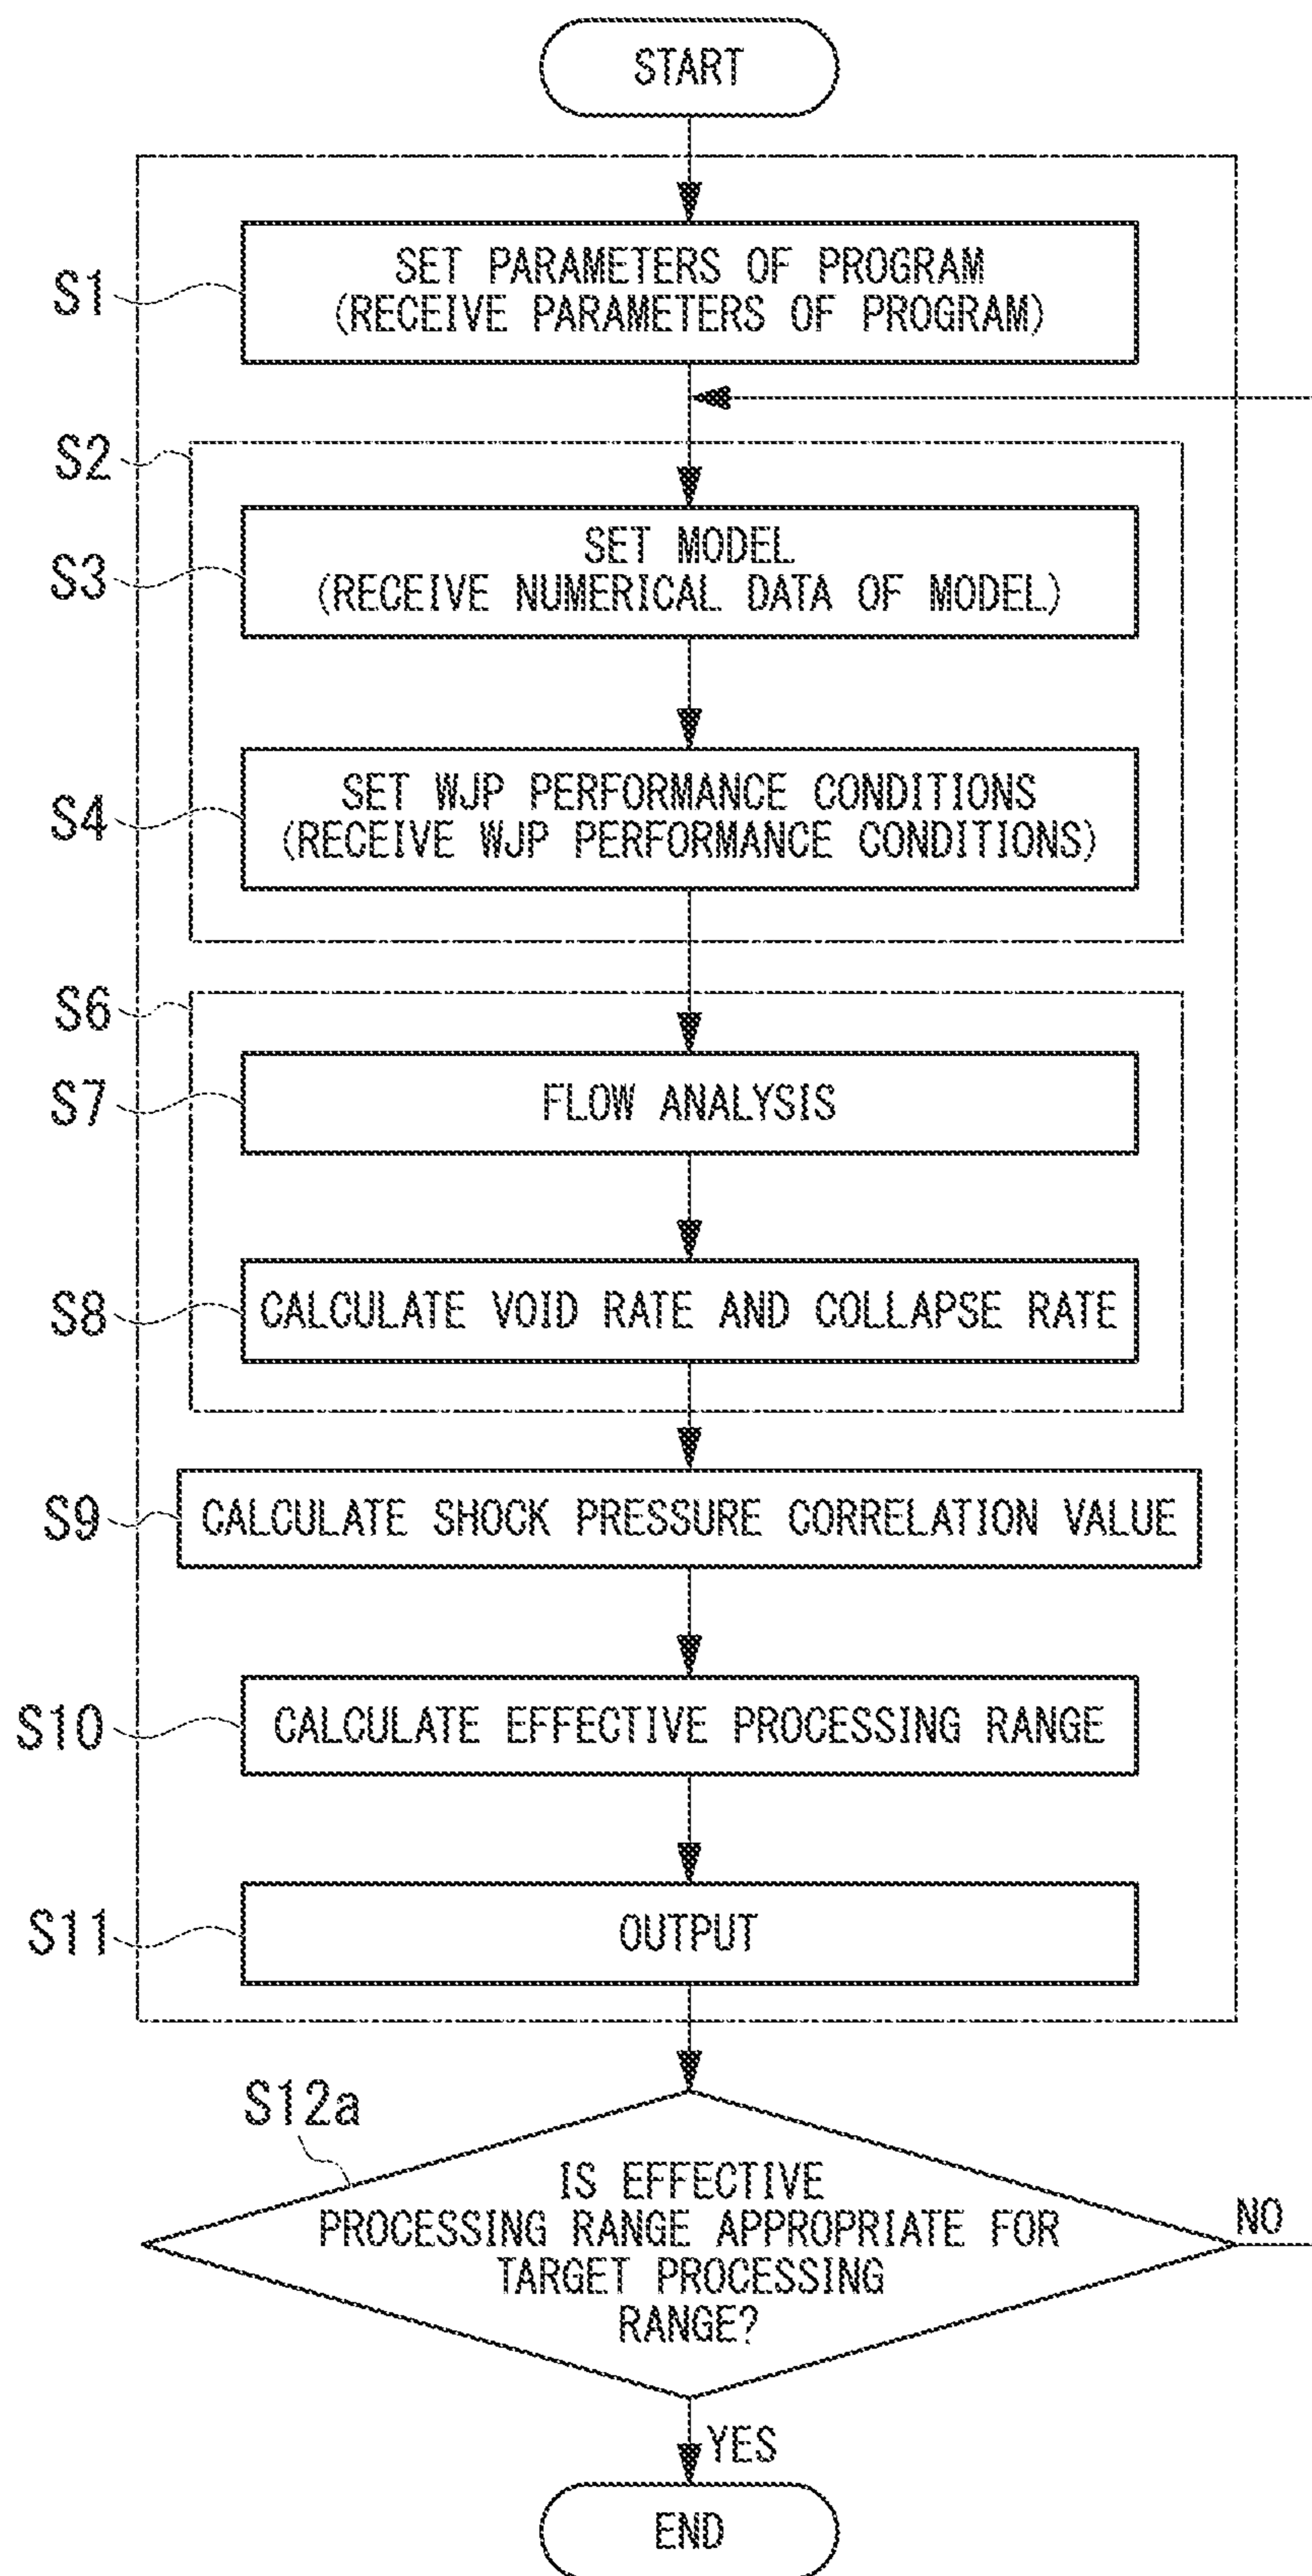 START
S1
SET PARAMETERS OF PROGRAM
(RECEIVE PARAMETERS OF PROGRAM)
S2
S3
SET MODEL
(RECEIVE NUMERICAL DATA OF MODEL)
S4
SET WJP PERFORMANCE CONDITIONS
(RECEIVE WJP PERFORMANCE CONDITIONS)
S6
S7
FLOW ANALYSIS
S8
CALCULATE VOID RATE AND COLLAPSE RATE
S9
CALCULATE SHOCK PRESSURE CORRELATION VALUE
S10
CALCULATE EFFECTIVE PROCESSING RANGE
S11
OUTPUT
S12a
IS EFFECTIVE
PROCESSING RANGE APPROPRIATE FOR
TARGET PROCESSING
RANGE?
NO
YES
END